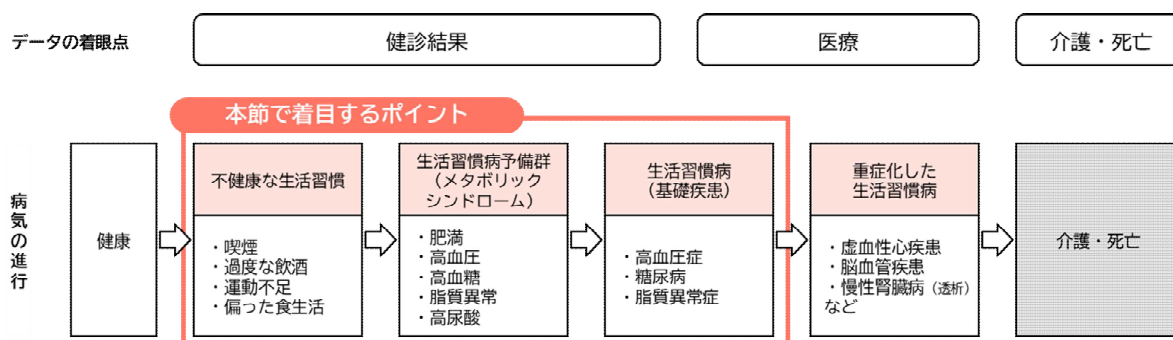 データの着眼点
健診結果
医療
介護・死亡
本節で着目するポイント
病気の進行
健康
不健康な生活習慣
・喫煙
・過度な飲酒
・運動不足
・偏った食生活
生活習慣病予備群
（メタボリック
シンドローム）
・肥満
・高血圧
・高血糖
・脂質異常
・高尿酸
生活習慣病
（基礎疾患）
・高血圧症
・糖尿病
・脂質異常症
重症化した
生活習慣病
・虚血性心疾患
・脳血管疾患
・慢性腎臓病（透析）
など
介護・死亡